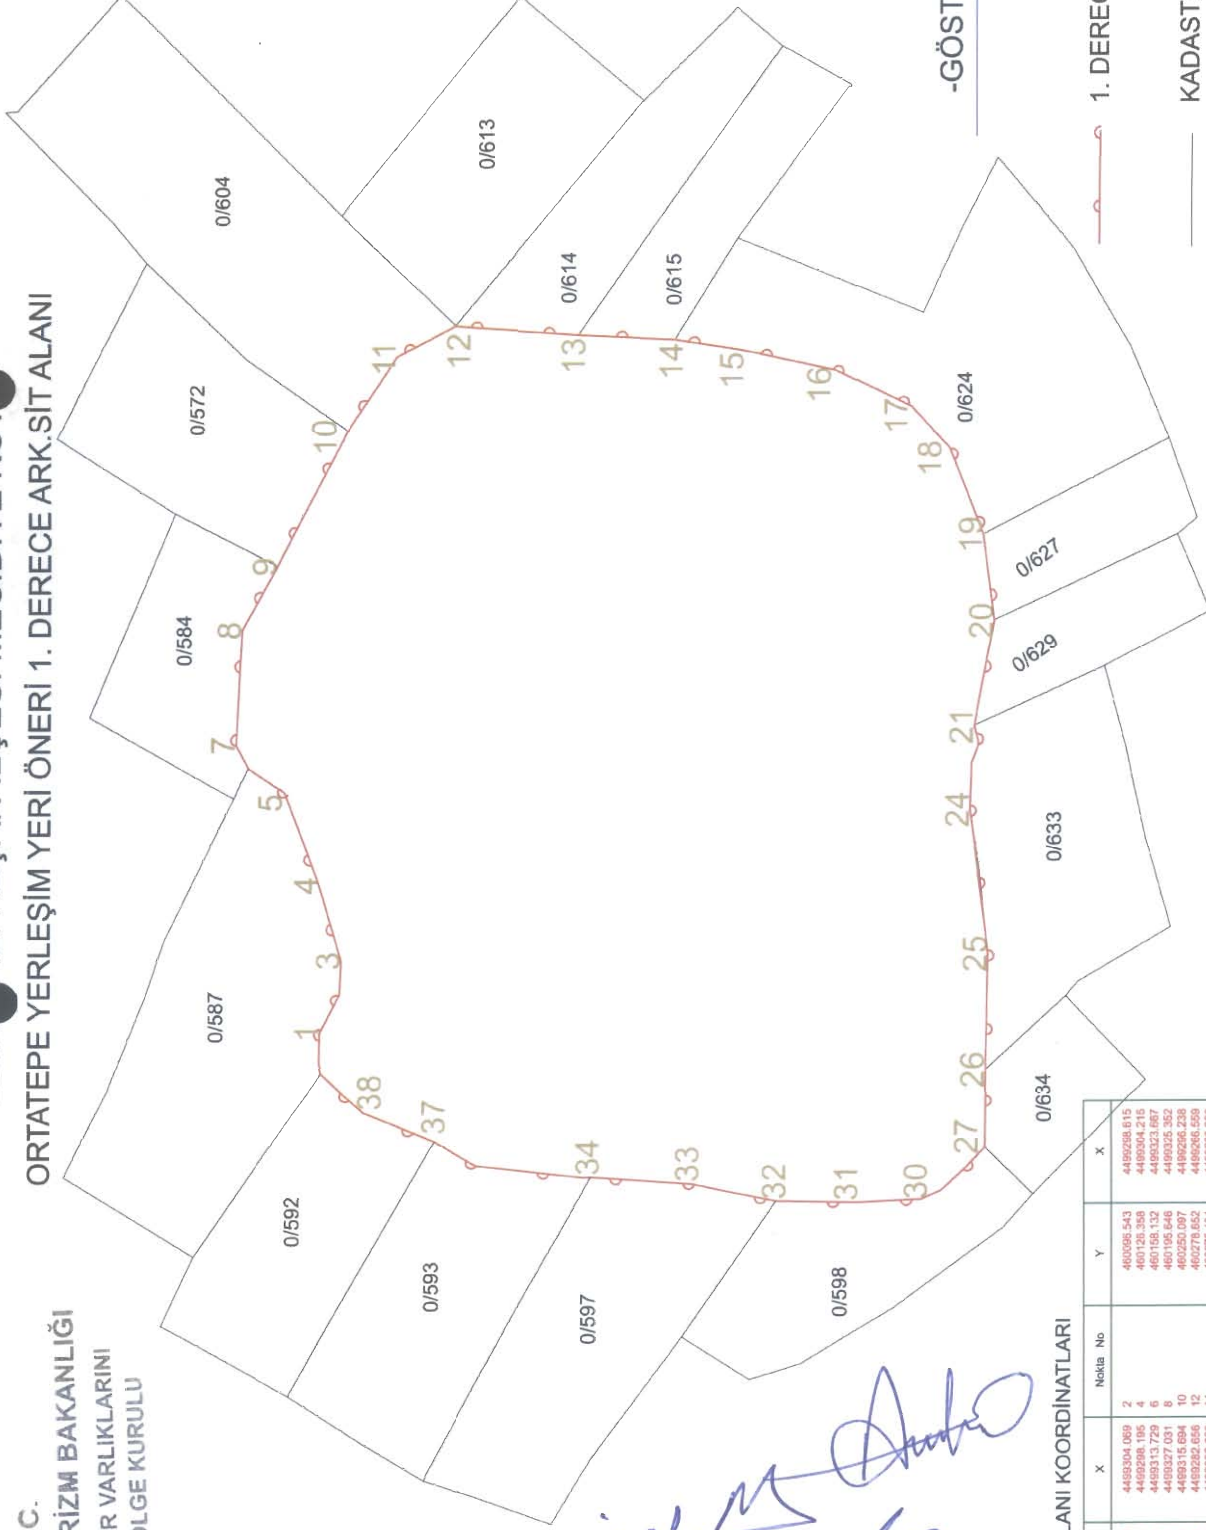 ORTATEPE YERLEŞİM YERİ ÖNERİ 1. DERECE ARK.SİT ALANI
C.
RİZM BAKANLIĞI
R VARLIKLARINI
ÖLGE KURULU
0/604
0/572
0/584
0/587
0/592
0/593
0/597
0/598
0/613
0/614
0/615
0/624
0/627
0/629
0/633
0/634
1
3
4
5
7
8
9
10
11
12
13
14
15
16
17
18
19
20
21
24
25
26
27
30
31
32
33
34
37
38
-GÖST
1. DEREC
KADAST
LANI KOORDİNATLARI
X Nokta No Y X
4499304.069 2 460096.543 4499298.615
4499298.195 4 460126.358 4499304.215
4499313.729 6 460158.132 4499323.667
4499327.031 8 460195.646 4499325.352
4499315.694 10 460250.097 4499296.238
4499282.656 12 460278.652 4499266.559